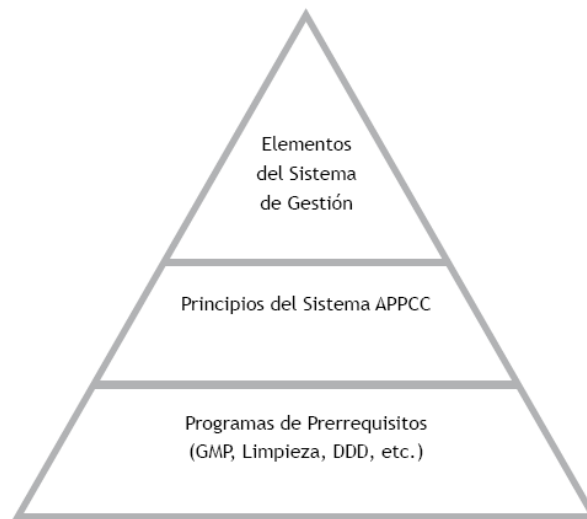 Elementos
del Sistema
de Gestión
Principios del Sistema APPCC
Programas de Prerrequisitos
(GMP, Limpieza, DDD, etc.)